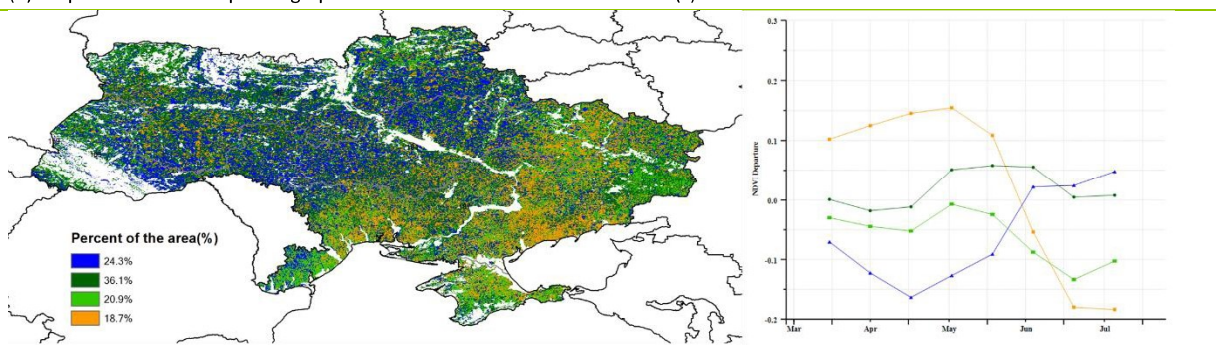 Percent of the area(%)
24.3%
36.1%
20.9%
18.7%
NDVI Departure
0.3
0.2
0.1
0.0
-0.1
-0.2
Mar
Apr
May
Jun
Jul